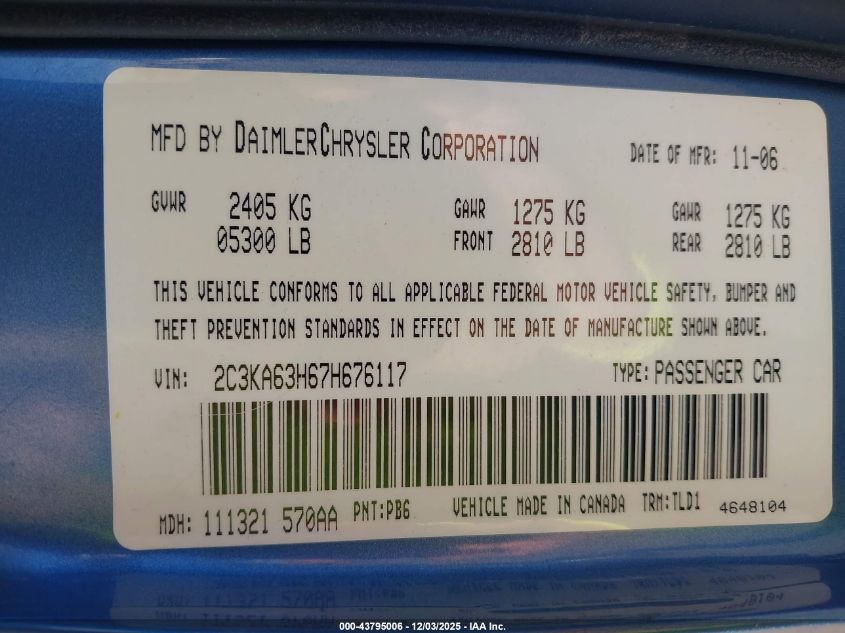 MFD BY DAIMLERCHRYSLER CORPORATION DATE OF MFR: 11-06
GVWR 2405 KG GAWR 1275 KG GAWR 1275 KG
05300 LB FRONT 2810 LB REAR 2810 LB
THIS VEHICLE CONFORMS TO ALL APPLICABLE FEDERAL MOTOR VEHICLE SAFETY, BUMPER AND
THEFT PREVENTION STANDARDS IN EFFECT ON THE DATE OF MANUFACTURE SHOWN ABOVE.
VIN: 2C3KA63H67H676117 TYPE: PASSENGER CAR
MDH: 111321 570AA PNT:PB6 VEHICLE MADE IN CANADA TRM:TLD1 4648104
000-43795006 - 12/03/2025 - IAA Inc.